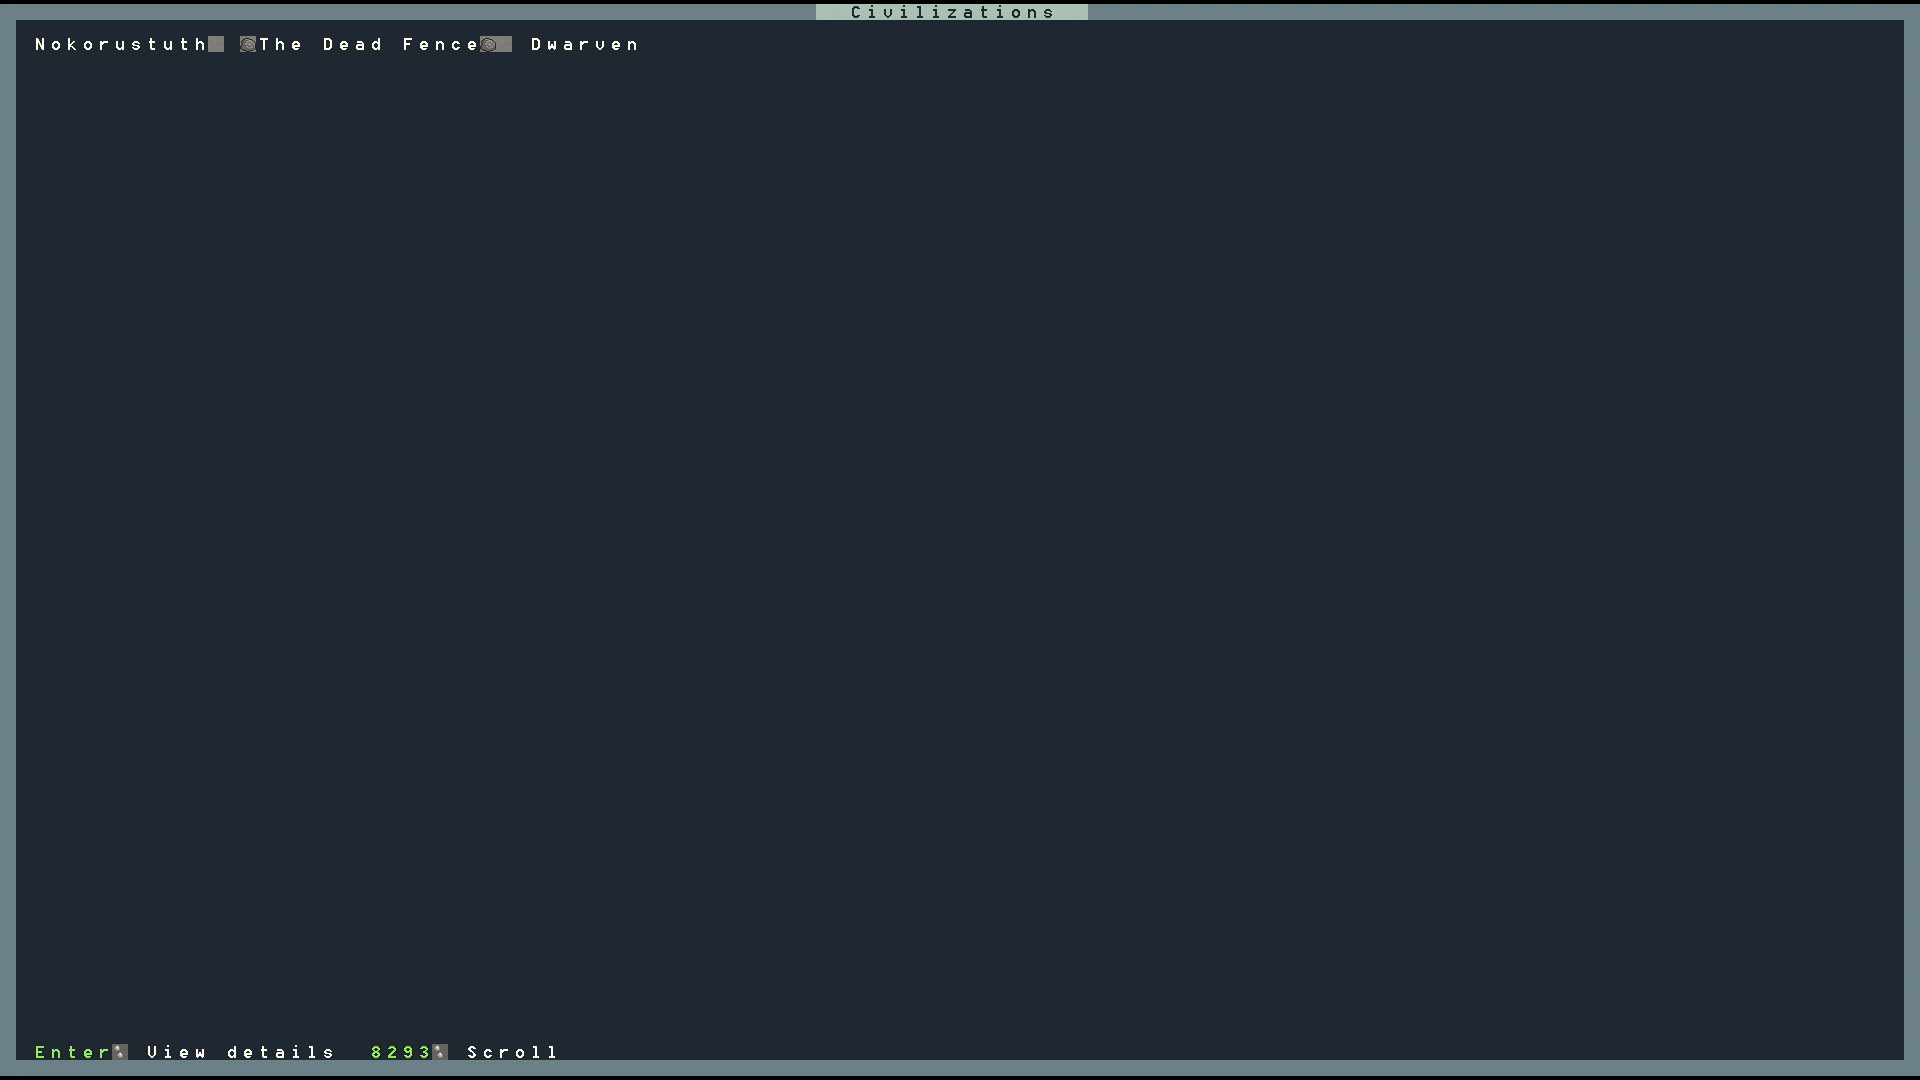 Civilizations
Nokorustuth The Dead Fence Dwarven
Enter: View details 8293: Scroll